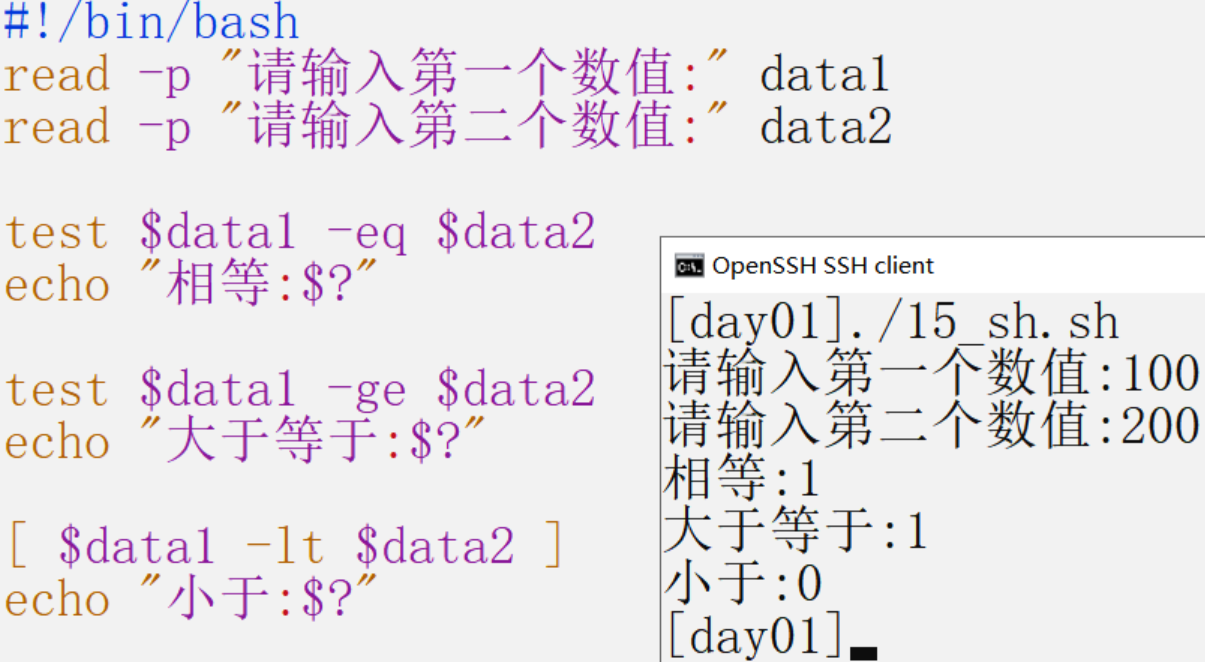 #!/bin/bash
read -p "请输入第一个数值:" data1
read -p "请输入第二个数值:" data2
test $data1 -eq $data2
echo "相等:$?"
test $data1 -ge $data2
echo "大于等于:$?"
[ $data1 -lt $data2 ]
echo "小于:$?"
OpenSSH SSH client
[day01]./15_sh.sh
请输入第一个数值:100
请输入第二个数值:200
相等:1
大于等于:1
小于:0
[day01]